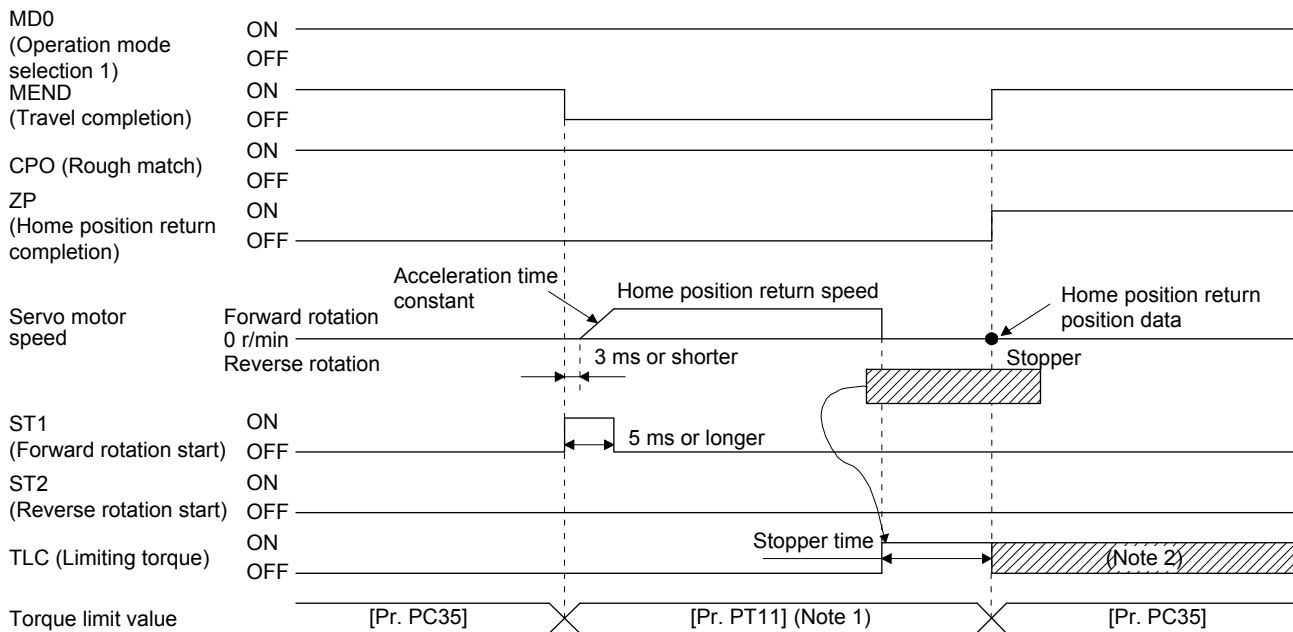 MD0
(Operation mode
selection 1)
ON
OFF
MEND
(Travel completion)
ON
OFF
CPO (Rough match)
ON
OFF
ZP
(Home position return
completion)
ON
OFF
Servo motor
speed
Forward rotation
0 r/min
Reverse rotation
Acceleration time
constant
Home position return speed
3 ms or shorter
Home position return
position data
Stopper
ST1
(Forward rotation start)
ON
OFF
5 ms or longer
ST2
(Reverse rotation start)
ON
OFF
TLC (Limiting torque)
ON
OFF
Stopper time
(Note 2)
Torque limit value
[Pr. PC35]
[Pr. PT11] (Note 1)
[Pr. PC35]